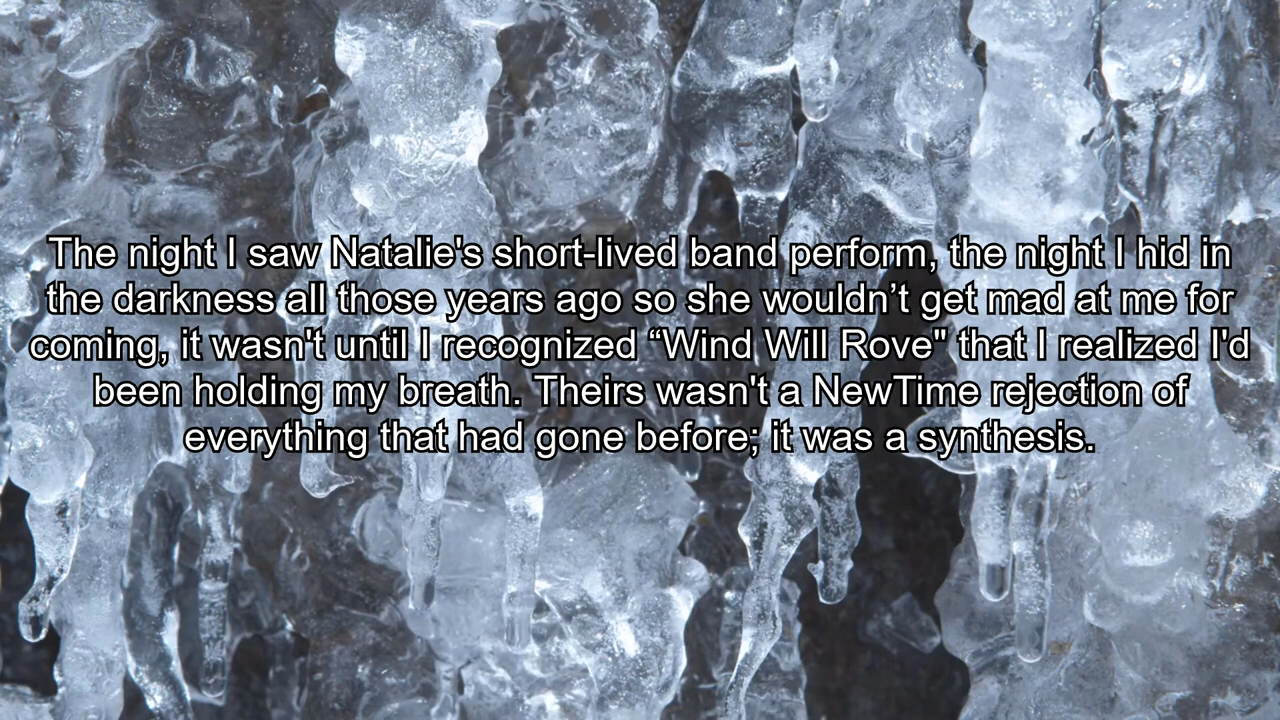 The night I saw Natalie's short-lived band perform, the night I hid in
the darkness all those years ago so she wouldn’t get mad at me for
coming, it wasn't until I recognized “Wind Will Rove" that I realized I'd
been holding my breath. Theirs wasn't a NewTime rejection of
everything that had gone before; it was a synthesis.